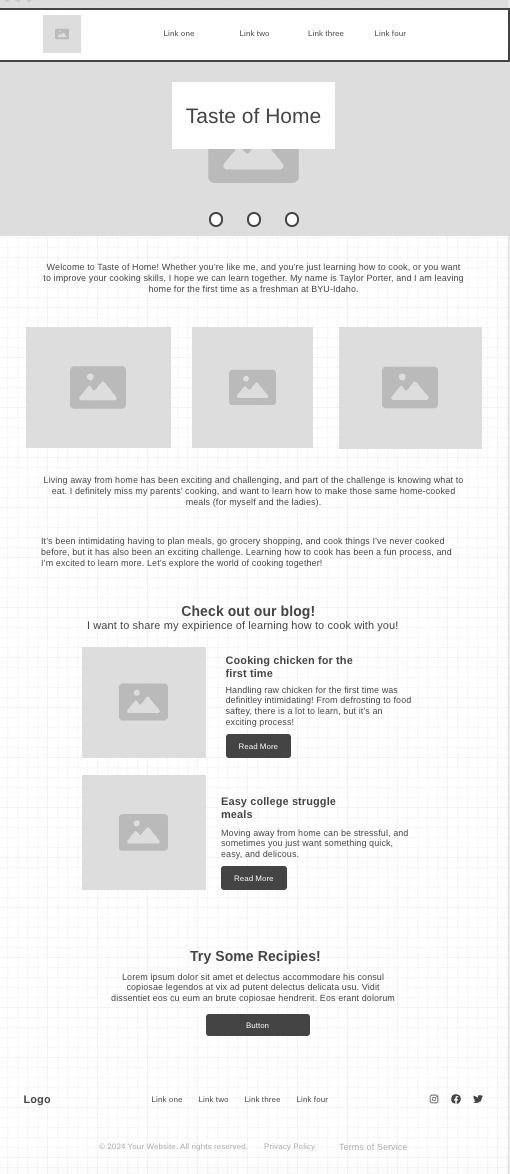 Link one Link two Link three Link four
Taste of Home
Welcome to Taste of Home! Whether you're like me, and you're just learning how to cook, or you want
to improve your cooking skills, I hope we can learn together. My name is Taylor Porter, and I am leaving
home for the first time as a freshman at BYU-Idaho.
Living away from home has been exciting and challenging, and part of the challenge is knowing what to
eat. I definitely miss my parents' cooking, and want to learn how to make those same home-cooked
meals (for myself and the ladies).
It's been intimidating having to plan meals, go grocery shopping, and cook things I've never cooked
before, but it has also been an exciting challenge. Learning how to cook has been a fun process, and
I'm excited to learn more. Let's explore the world of cooking together!
Check out our blog!
I want to share my expirience of learning how to cook with you!
Cooking chicken for the
first time
Handling raw chicken for the first time was
definitley intimidating! From defrosting to food
saftey, there is a lot to learn, but it's an
exciting process!
Read More
Easy college struggle
meals
Moving away from home can be stressful, and
sometimes you just want something quick,
easy, and delicous.
Read More
Try Some Recipies!
Lorem ipsum dolor sit amet et delectus accommodare his consul
copiosae legendos at vix ad putent delectus delicata usu. Vidit
dissentiet eos cu eum an brute copiosae hendrerit. Eos erant dolorum
Button
Logo Link one Link two Link three Link four
© 2024 Your Website. All rights reserved. Privacy Policy Terms of Service